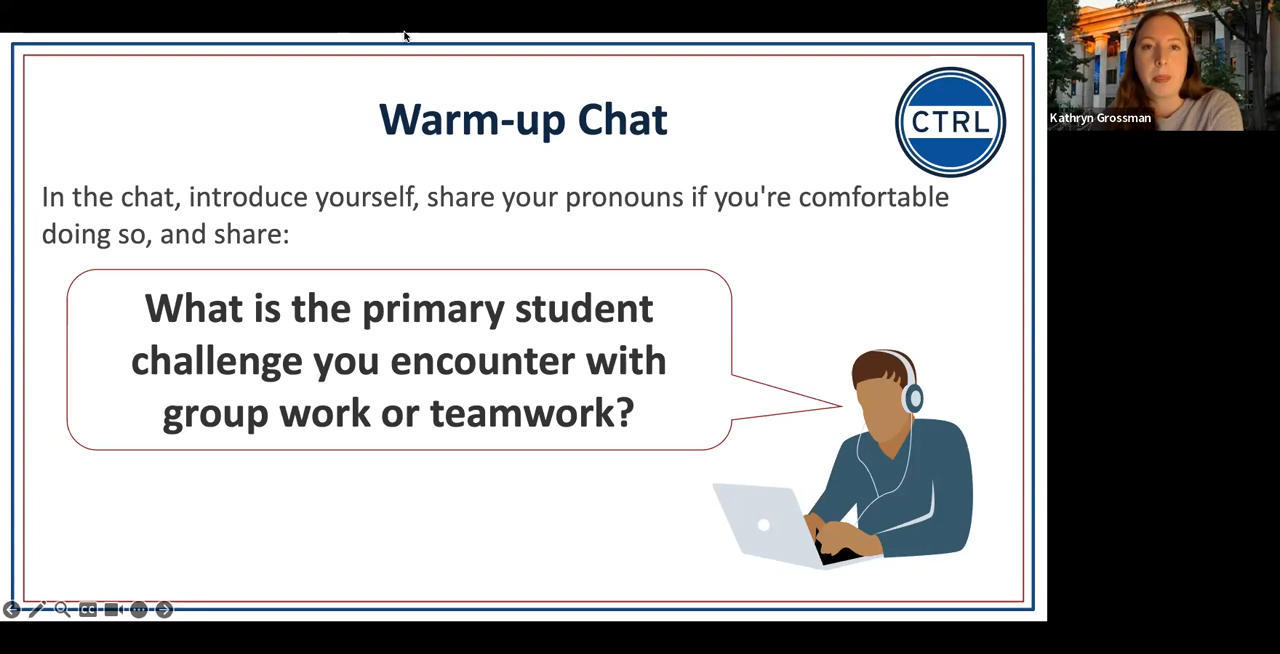 Warm-up Chat
CTRL
In the chat, introduce yourself, share your pronouns if you're comfortable
doing so, and share:
What is the primary student
challenge you encounter with
group work or teamwork?
Kathryn Grossman
CC